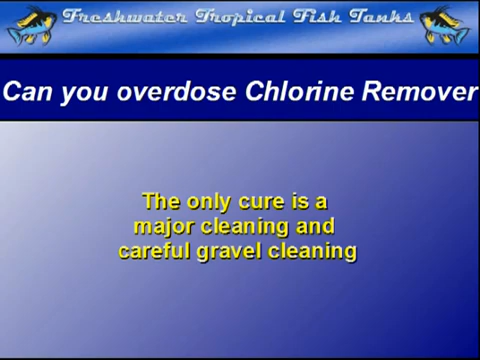 Freshwater Tropical Fish Tanks
Can you overdose Chlorine Remover
The only cure is a
major cleaning and
careful gravel cleaning